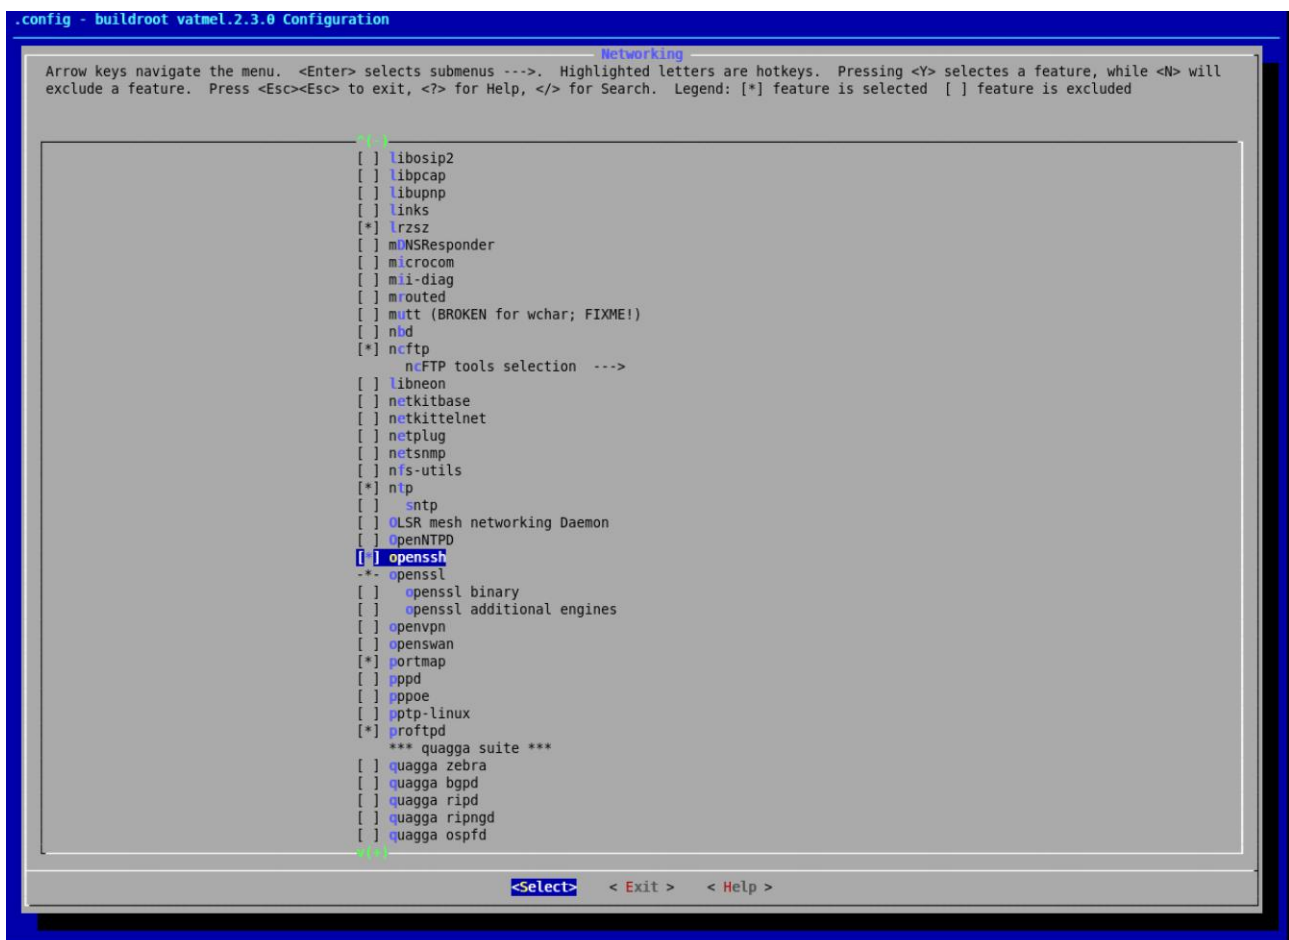 .config - buildroot vatmel.2.3.0 Configuration
Networking
Arrow keys navigate the menu.  <Enter> selects submenus --->.  Highlighted letters are hotkeys.  Pressing <Y> selectes a feature, while <N> will
exclude a feature.  Press <Esc><Esc> to exit, <?> for Help, </> for Search.  Legend: [*] feature is selected  [ ] feature is excluded
^(-)
[ ] libosip2
[ ] libpcap
[ ] libupnp
[ ] links
[*] lrzsz
[ ] mDNSResponder
[ ] microcom
[ ] mii-diag
[ ] mrouted
[ ] mutt (BROKEN for wchar; FIXME!)
[ ] nbd
[*] ncftp
ncFTP tools selection  --->
[ ] libneon
[ ] netkitbase
[ ] netkittelnet
[ ] netplug
[ ] netsnmp
[ ] nfs-utils
[*] ntp
[ ]   sntp
[ ] OLSR mesh networking Daemon
[ ] OpenNTPD
[*] openssh
-*- openssl
[ ]   openssl binary
[ ]   openssl additional engines
[ ] openvpn
[ ] openswan
[*] portmap
[ ] pppd
[ ] pppoe
[ ] pptp-linux
[*] proftpd
*** quagga suite ***
[ ] quagga zebra
[ ] quagga bgpd
[ ] quagga ripd
[ ] quagga ripngd
[ ] quagga ospfd
v(+)
<Select>    < Exit >    < Help >